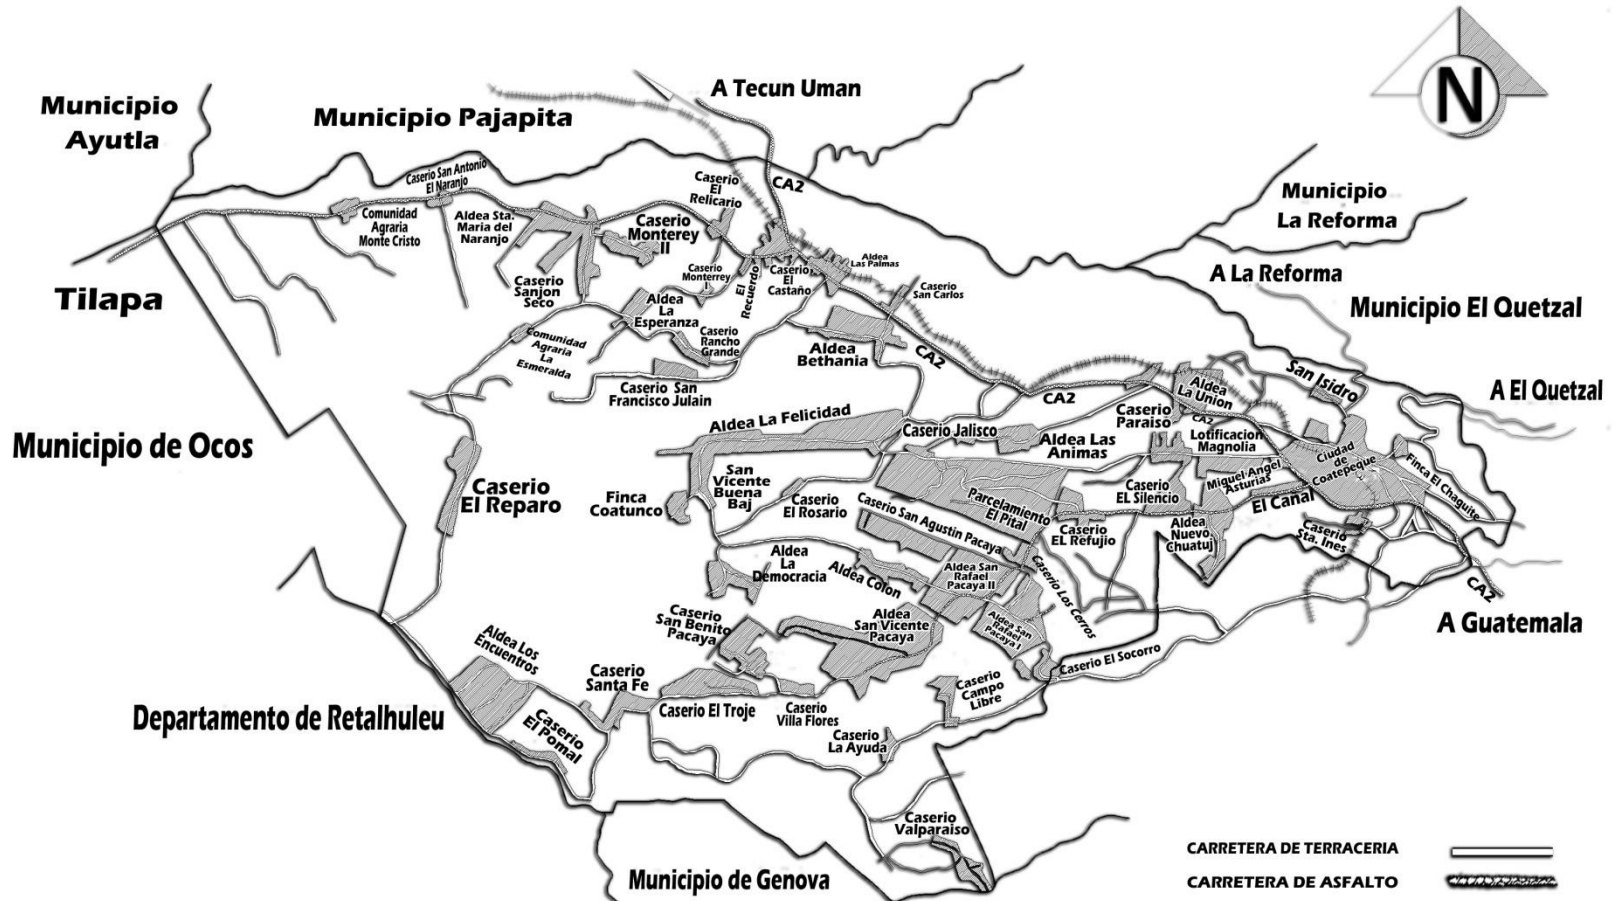 N
Municipio
Ayutla
Municipio Pajapita
A Tecun Uman
CA2
Municipio
La Reforma
A La Reforma
Municipio El Quetzal
A El Quetzal
Caserio San Antonio
El Naranjo
Comunidad
Agraria
Monte Cristo
Aldea Sta.
Maria del
Naranjo
Caserio
Monterey
II
Caserio
El
Relicario
Caserio
Sanjon
Seco
Caserio
Monterrey
I
El Recuerdo
Caserio
El
Castaño
Aldea
Las Palmas
Caserio
San Carlos
Tilapa
Aldea
La
Esperanza
Comunidad
Agraria
La
Esmeralda
Caserio
Rancho
Grande
Caserio San
Francisco Julain
Aldea
Bethania
CA2
CA2
Aldea
La Union
CA2
San Isidro
Municipio de Ocos
Caserio
El Reparo
Aldea La Felicidad
Caserio Jalisco
Aldea Las
Animas
Caserio
Paraiso
Lotificacion
Magnolia
Miguel Angel
Asturias
Ciudad
de
Coatepeque
Finca El Chaguite
San
Vicente
Buena
Baj
Finca
Coatunco
Caserio
El Rosario
Caserio San Agustin Pacaya
Parcelamiento
El Pital
Caserio
EL Silencio
Caserio
EL Refujio
Aldea
Nuevo
Chuatuj
El Cañal
Caserio
Sta. Ines
CA2
A Guatemala
Aldea
La
Democracia
Aldea Colon
Aldea San
Rafael
Pacaya II
Caserio Los Cerros
Aldea San
Rafael
Pacaya I
Caserio
San Benito
Pacaya
Aldea
San Vicente
Pacaya
Caserio El Socorro
Aldea Los
Encuentros
Caserio
Santa Fe
Caserio El Troje
Caserio
Villa Flores
Caserio
Campo
Libre
Caserio
La Ayuda
Departamento de Retalhuleu
Caserio
El Pomal
Caserio
Valparaiso
Municipio de Genova
CARRETERA DE TERRACERIA
CARRETERA DE ASFALTO